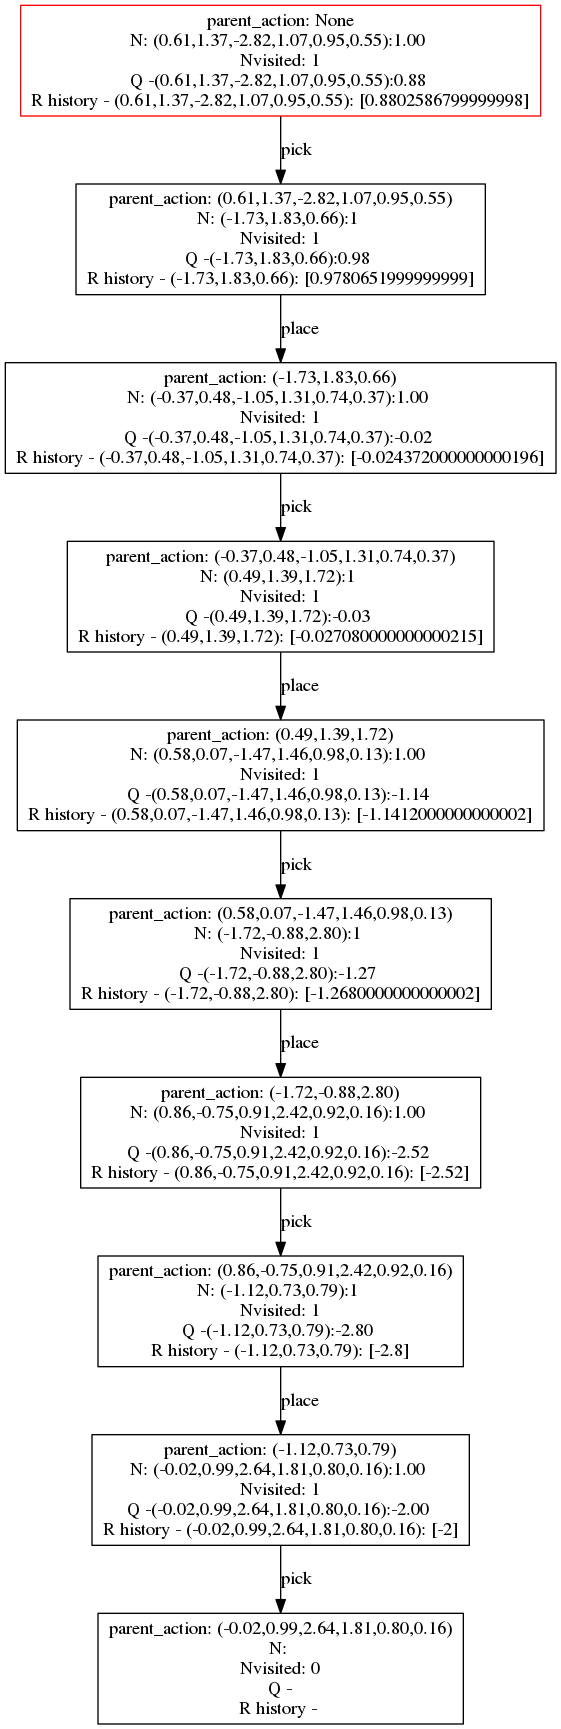 parent_action: None
N: (0.61,1.37,-2.82,1.07,0.95,0.55):1.00
Nvisited: 1
Q -(0.61,1.37,-2.82,1.07,0.95,0.55):0.88
R history - (0.61,1.37,-2.82,1.07,0.95,0.55): [0.8802586799999998]
pick
parent_action: (0.61,1.37,-2.82,1.07,0.95,0.55)
N: (-1.73,1.83,0.66):1
Nvisited: 1
Q -(-1.73,1.83,0.66):0.98
R history - (-1.73,1.83,0.66): [0.9780651999999999]
place
parent_action: (-1.73,1.83,0.66)
N: (-0.37,0.48,-1.05,1.31,0.74,0.37):1.00
Nvisited: 1
Q -(-0.37,0.48,-1.05,1.31,0.74,0.37):-0.02
R history - (-0.37,0.48,-1.05,1.31,0.74,0.37): [-0.024372000000000196]
pick
parent_action: (-0.37,0.48,-1.05,1.31,0.74,0.37)
N: (0.49,1.39,1.72):1
Nvisited: 1
Q -(0.49,1.39,1.72):-0.03
R history - (0.49,1.39,1.72): [-0.027080000000000215]
place
parent_action: (0.49,1.39,1.72)
N: (0.58,0.07,-1.47,1.46,0.98,0.13):1.00
Nvisited: 1
Q -(0.58,0.07,-1.47,1.46,0.98,0.13):-1.14
R history - (0.58,0.07,-1.47,1.46,0.98,0.13): [-1.1412000000000002]
pick
parent_action: (0.58,0.07,-1.47,1.46,0.98,0.13)
N: (-1.72,-0.88,2.80):1
Nvisited: 1
Q -(-1.72,-0.88,2.80):-1.27
R history - (-1.72,-0.88,2.80): [-1.2680000000000002]
place
parent_action: (-1.72,-0.88,2.80)
N: (0.86,-0.75,0.91,2.42,0.92,0.16):1.00
Nvisited: 1
Q -(0.86,-0.75,0.91,2.42,0.92,0.16):-2.52
R history - (0.86,-0.75,0.91,2.42,0.92,0.16): [-2.52]
pick
parent_action: (0.86,-0.75,0.91,2.42,0.92,0.16)
N: (-1.12,0.73,0.79):1
Nvisited: 1
Q -(-1.12,0.73,0.79):-2.80
R history - (-1.12,0.73,0.79): [-2.8]
place
parent_action: (-1.12,0.73,0.79)
N: (-0.02,0.99,2.64,1.81,0.80,0.16):1.00
Nvisited: 1
Q -(-0.02,0.99,2.64,1.81,0.80,0.16):-2.00
R history - (-0.02,0.99,2.64,1.81,0.80,0.16): [-2]
pick
parent_action: (-0.02,0.99,2.64,1.81,0.80,0.16)
N:
Nvisited: 0
Q -
R history -